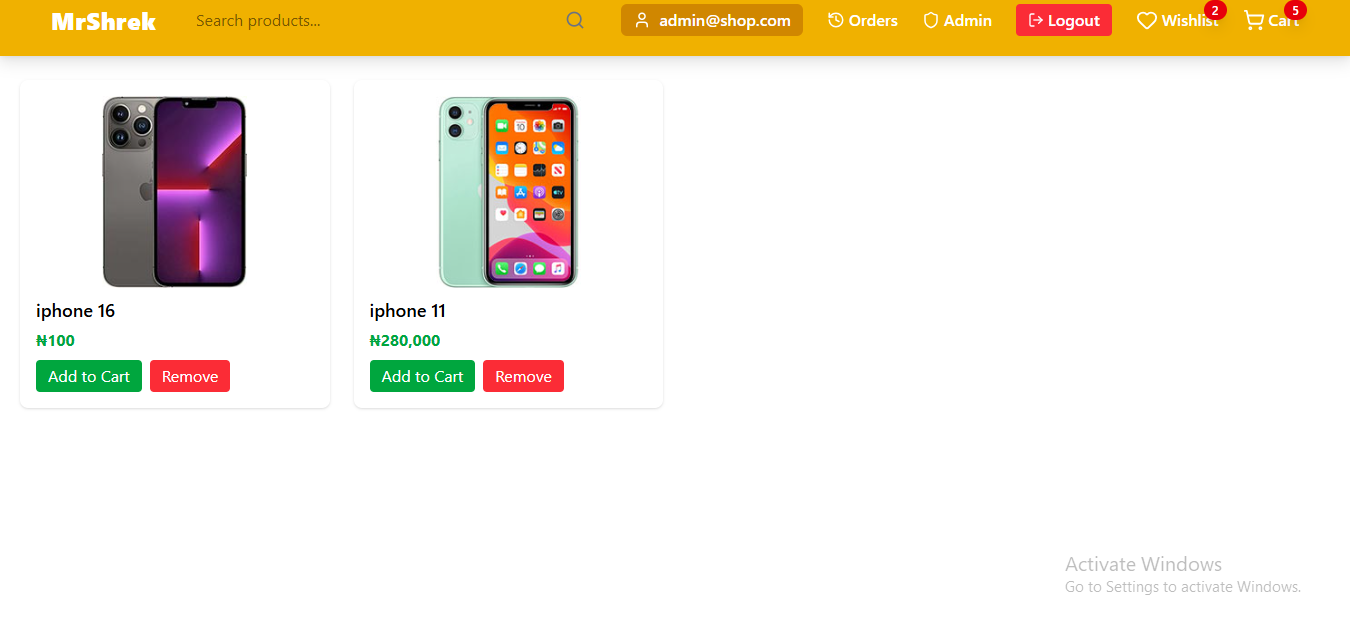 MrShrek
Search products...
admin@shop.com
Orders
Admin
Logout
Wishlist
2
Cart
5
iphone 16
₦100
Add to Cart
Remove
10
iphone 11
₦280,000
Add to Cart
Remove
Activate Windows
Go to Settings to activate Windows.